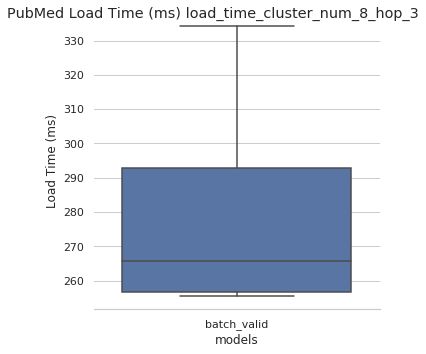 PubMed Load Time (ms) load_time_cluster_num_8_hop_3
330
320
310
300
290
280
270
260
Load Time (ms)
batch_valid
models